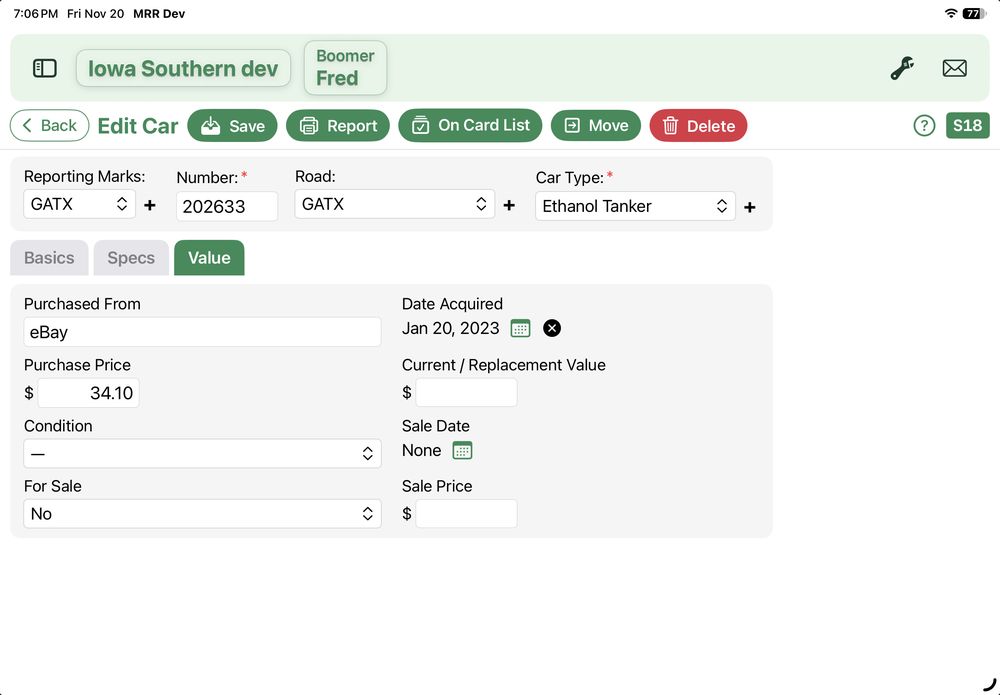 7:06 PM Fri Nov 20 MRR Dev 77
Iowa Southern dev
Boomer
Fred
Back Edit Car Save Report On Card List Move Delete ? S18
Reporting Marks: Number:* Road: Car Type:*
GATX + 202633 GATX + Ethanol Tanker +
Basics Specs Value
Purchased From Date Acquired
eBay Jan 20, 2023
Purchase Price Current / Replacement Value
$ 34.10 $
Condition Sale Date
— None
For Sale Sale Price
No $